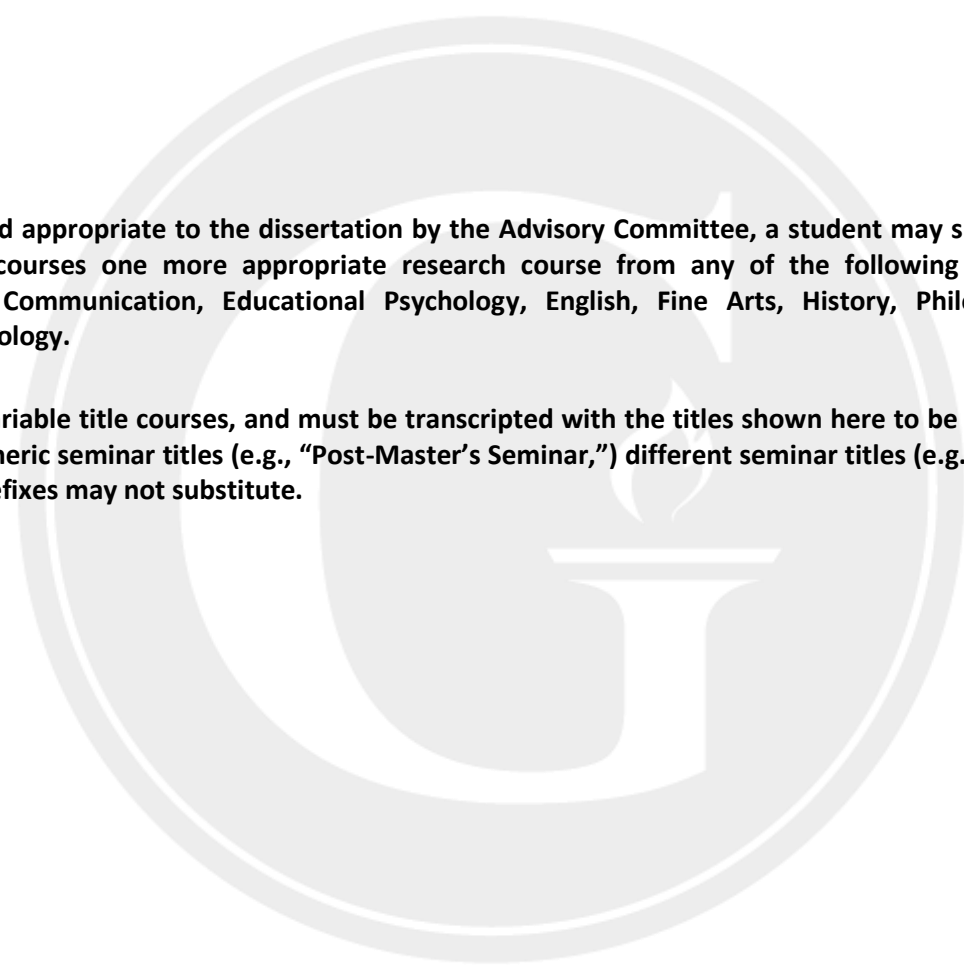 d appropriate to the dissertation by the Advisory Committee, a student may s
courses one more appropriate research course from any of the following
Communication, Educational Psychology, English, Fine Arts, History, Phil
ology.
riable title courses, and must be transcripted with the titles shown here to be
neric seminar titles (e.g., “Post-Master’s Seminar,”) different seminar titles (e.g.
efixes may not substitute.
G